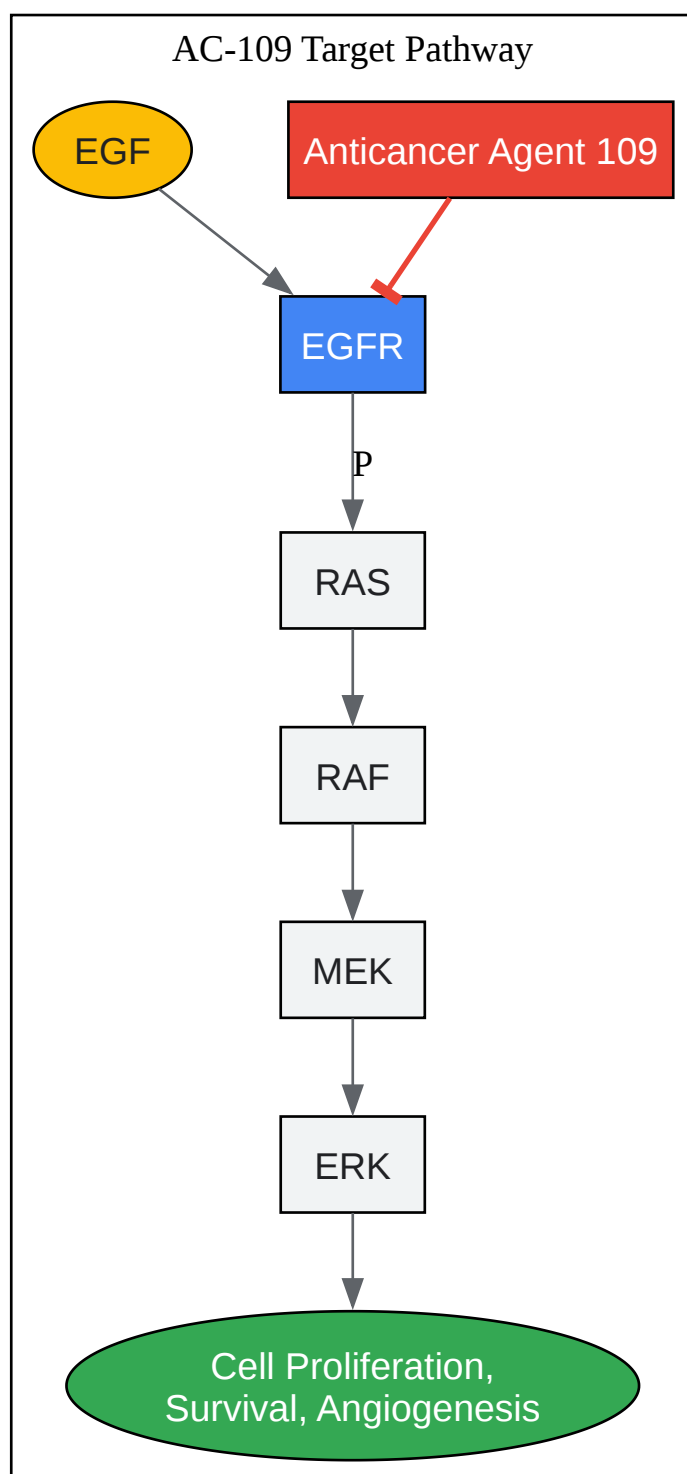 AC-109 Target Pathway
EGF
Anticancer Agent 109
EGFR
P
RAS
RAF
MEK
ERK
Cell Proliferation,
Survival, Angiogenesis